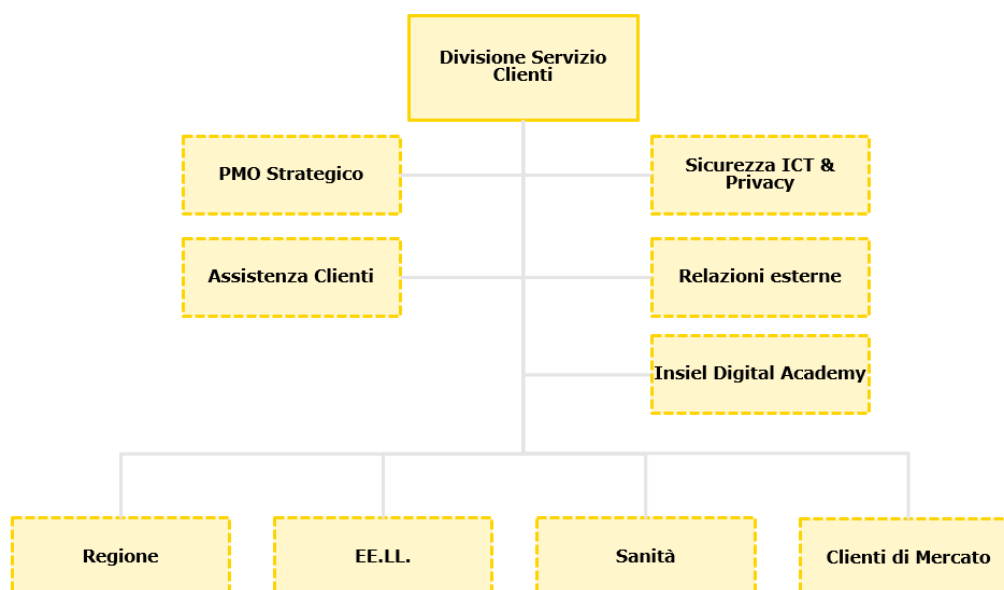 Divisione Servizio
Clienti
PMO Strategico
Sicurezza ICT &
Privacy
Assistenza Clienti
Relazioni esterne
Insiel Digital Academy
Regione
EE.LL.
Sanità
Clienti di Mercato